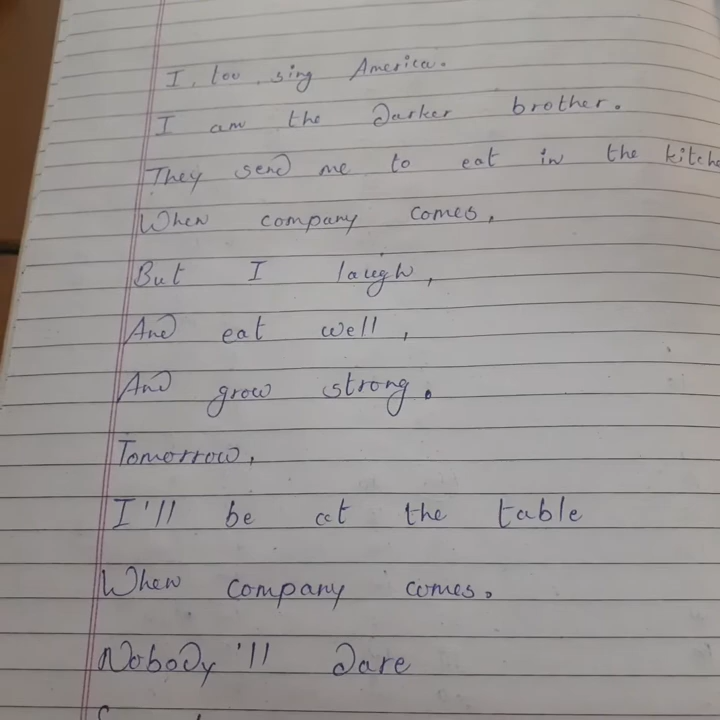 I, too, sing America.
I am the darker brother.
They send me to eat in the kitche
When company comes,
But I laugh,
And eat well,
And grow strong.
Tomorrow,
I'll be at the table
When company comes.
Nobody'll dare